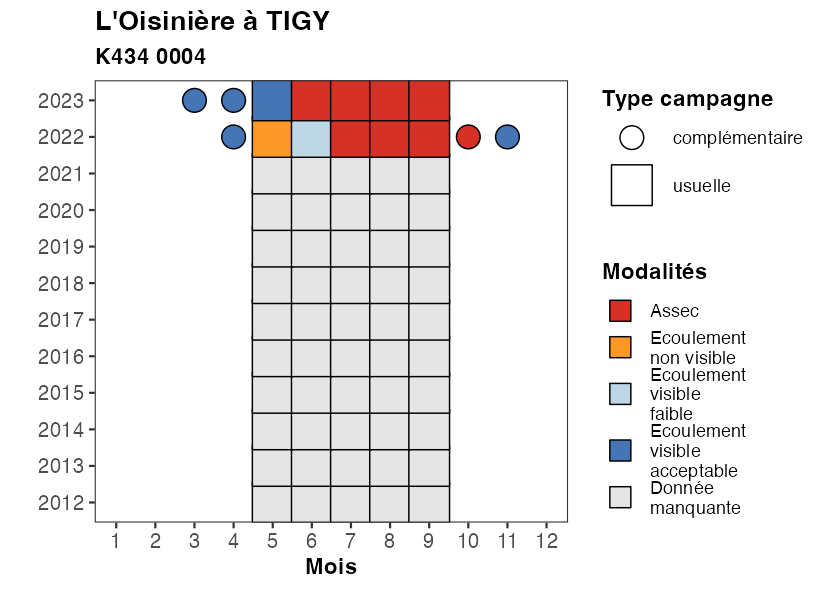 L'Oisinière à TIGY
K434 0004
2023
2022
2021
2020
2019
2018
2017
2016
2015
2014
2013
2012
1 2 3 4 5 6 7 8 9 10 11 12
Mois
Type campagne
complémentaire
usuelle
Modalités
Assec
Ecoulement
non visible
Ecoulement
visible
faible
Ecoulement
visible
acceptable
Donnée
manquante